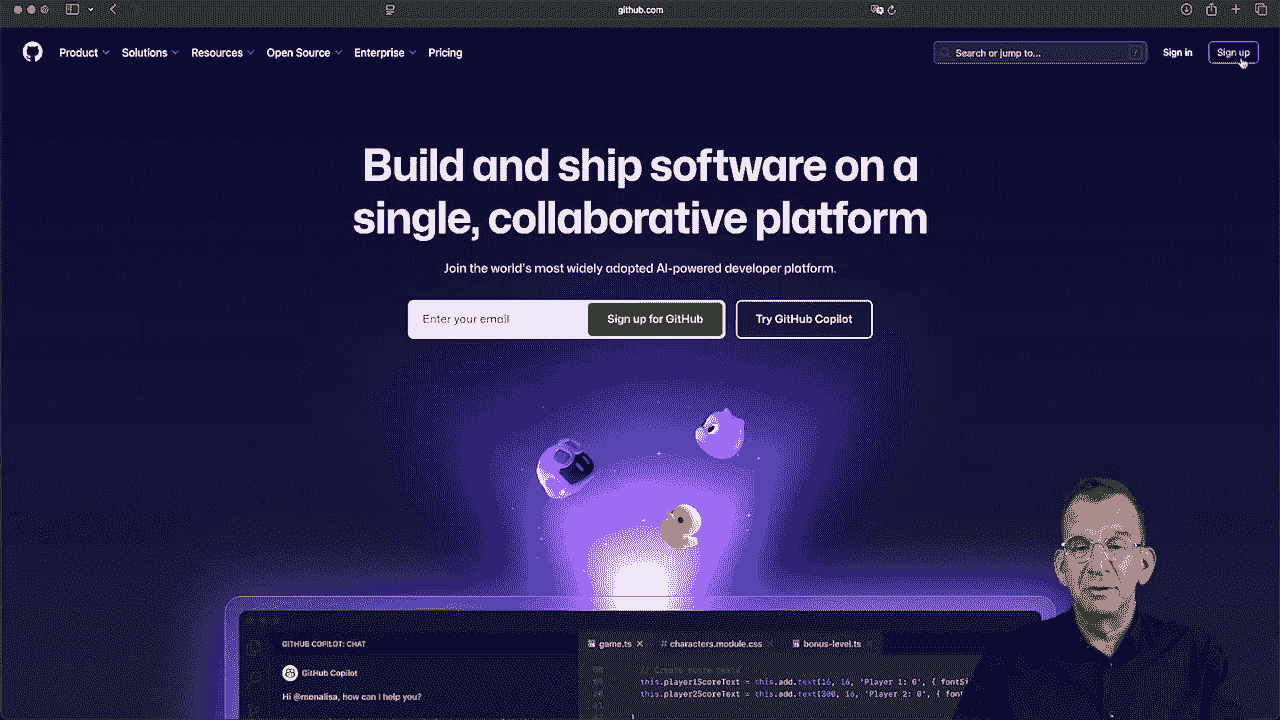 github.com
Product Solutions Resources Open Source Enterprise Pricing Search or jump to... / Sign in Sign up
Build and ship software on a
single, collaborative platform
Join the world's most widely adopted AI-powered developer platform.
Enter your email Sign up for GitHub Try GitHub Copilot
GITHUB COPILOT: CHAT
game.ts # characters.module.css bonus-level.ts
GitHub Copilot
// Create score texts
Hi @monalisa, how can I help you?
this.player1ScoreText = this.add.text(16, 16, 'Player 1: 0', { fontSi
this.player2ScoreText = this.add.text(300, 16, 'Player 2: 0', { font
}